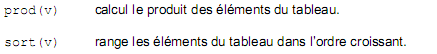 prod(v) calcul le produit des éléments du tableau.
sort(v) range les éléments du tableau dans l'ordre croissant.